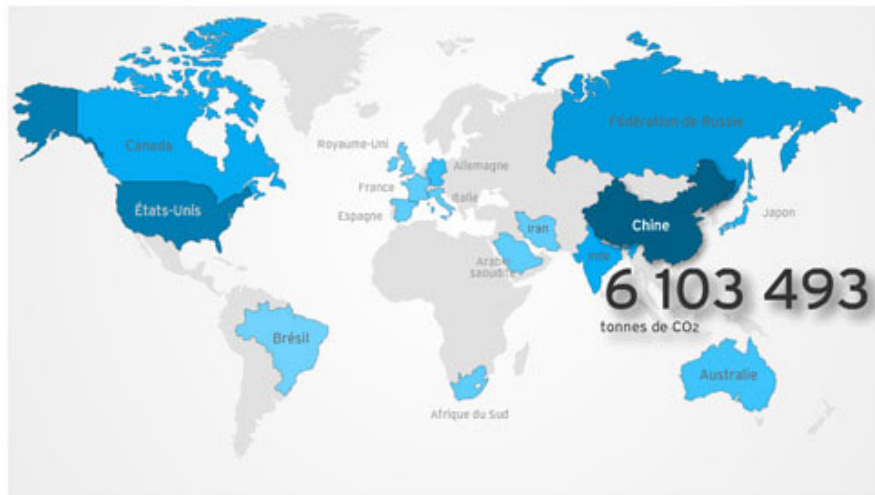 Canada
Fédération de Russie
Royaume-Uni
Allemagne
France
Italie
États-Unis
Espagne
Japon
Chine
Iran
Inde
Arabie
saoudite
6 103 493
tonnes de CO₂
Brésil
Australie
Afrique du Sud